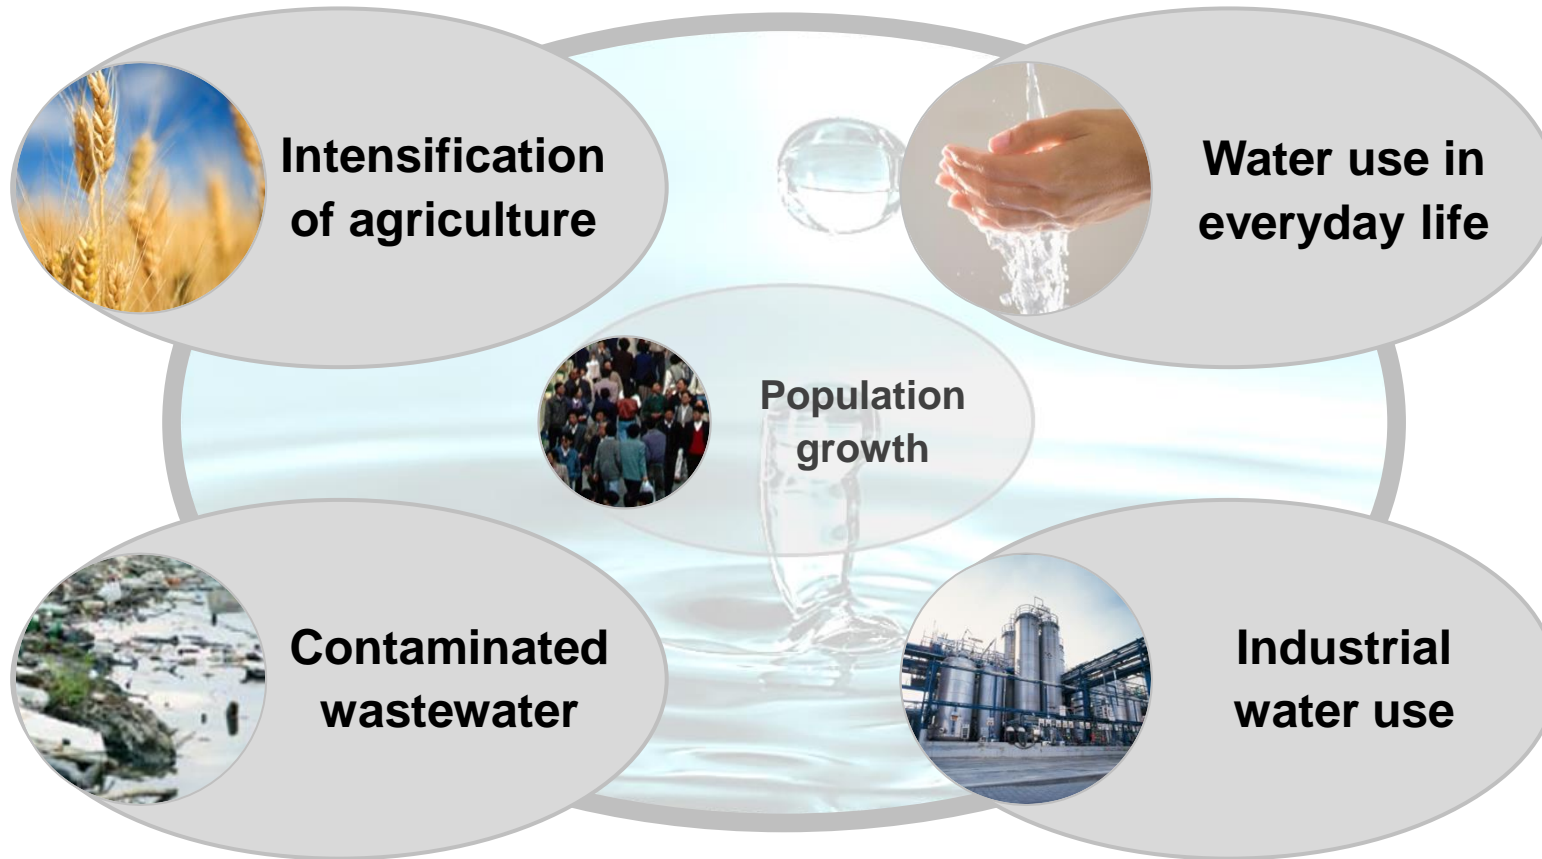 Intensification
of agriculture
Water use in
everyday life
Population
growth
Contaminated
wastewater
Industrial
water use